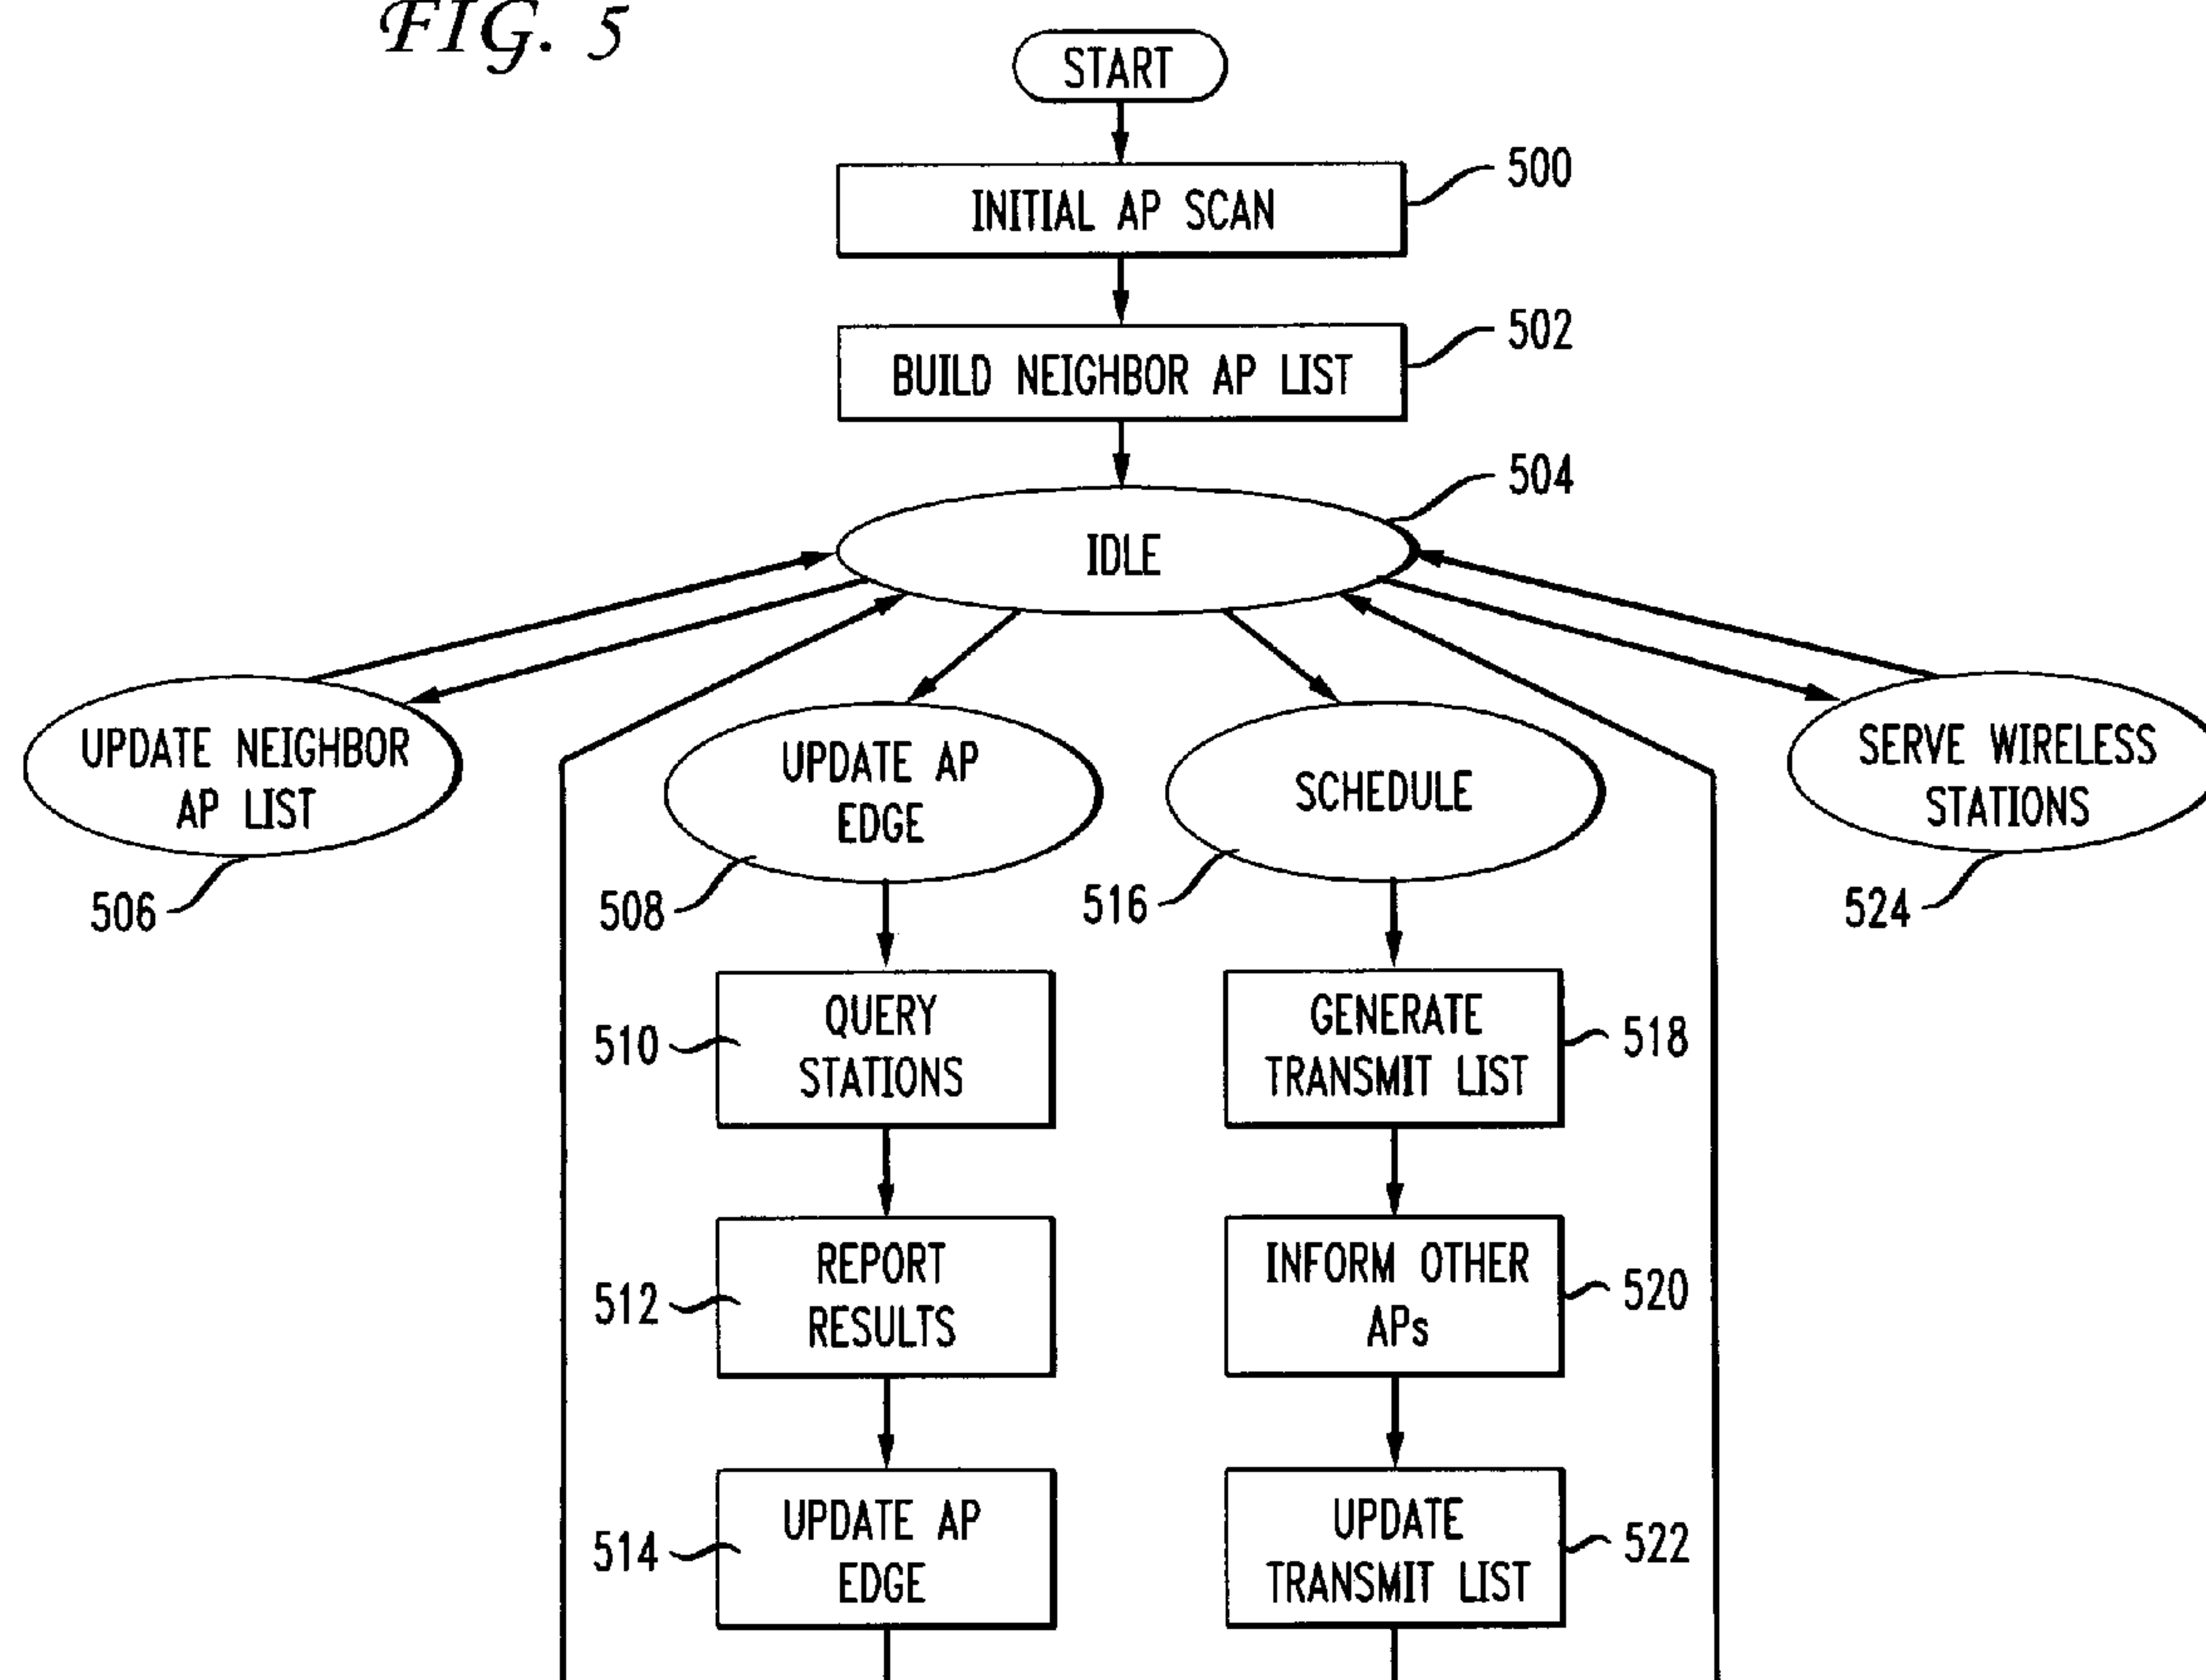 FIG. 5
START
INITIAL AP SCAN
500
BUILD NEIGHBOR AP LIST
502
504
IDLE
UPDATE NEIGHBOR
AP LIST
506
UPDATE AP
EDGE
508
SCHEDULE
516
SERVE WIRELESS
STATIONS
524
QUERY
STATIONS
510
GENERATE
TRANSMIT LIST
518
REPORT
RESULTS
512
INFORM OTHER
APs
520
UPDATE AP
EDGE
514
UPDATE
TRANSMIT LIST
522